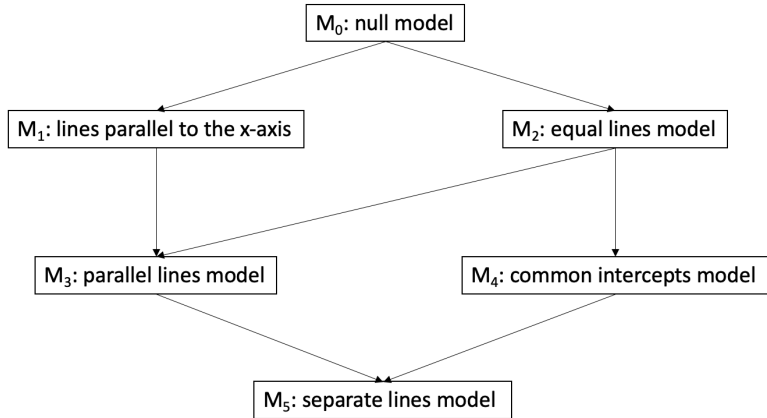 M₀: null model
M₁: lines parallel to the x-axis
M₂: equal lines model
M₃: parallel lines model
M₄: common intercepts model
M₅: separate lines model